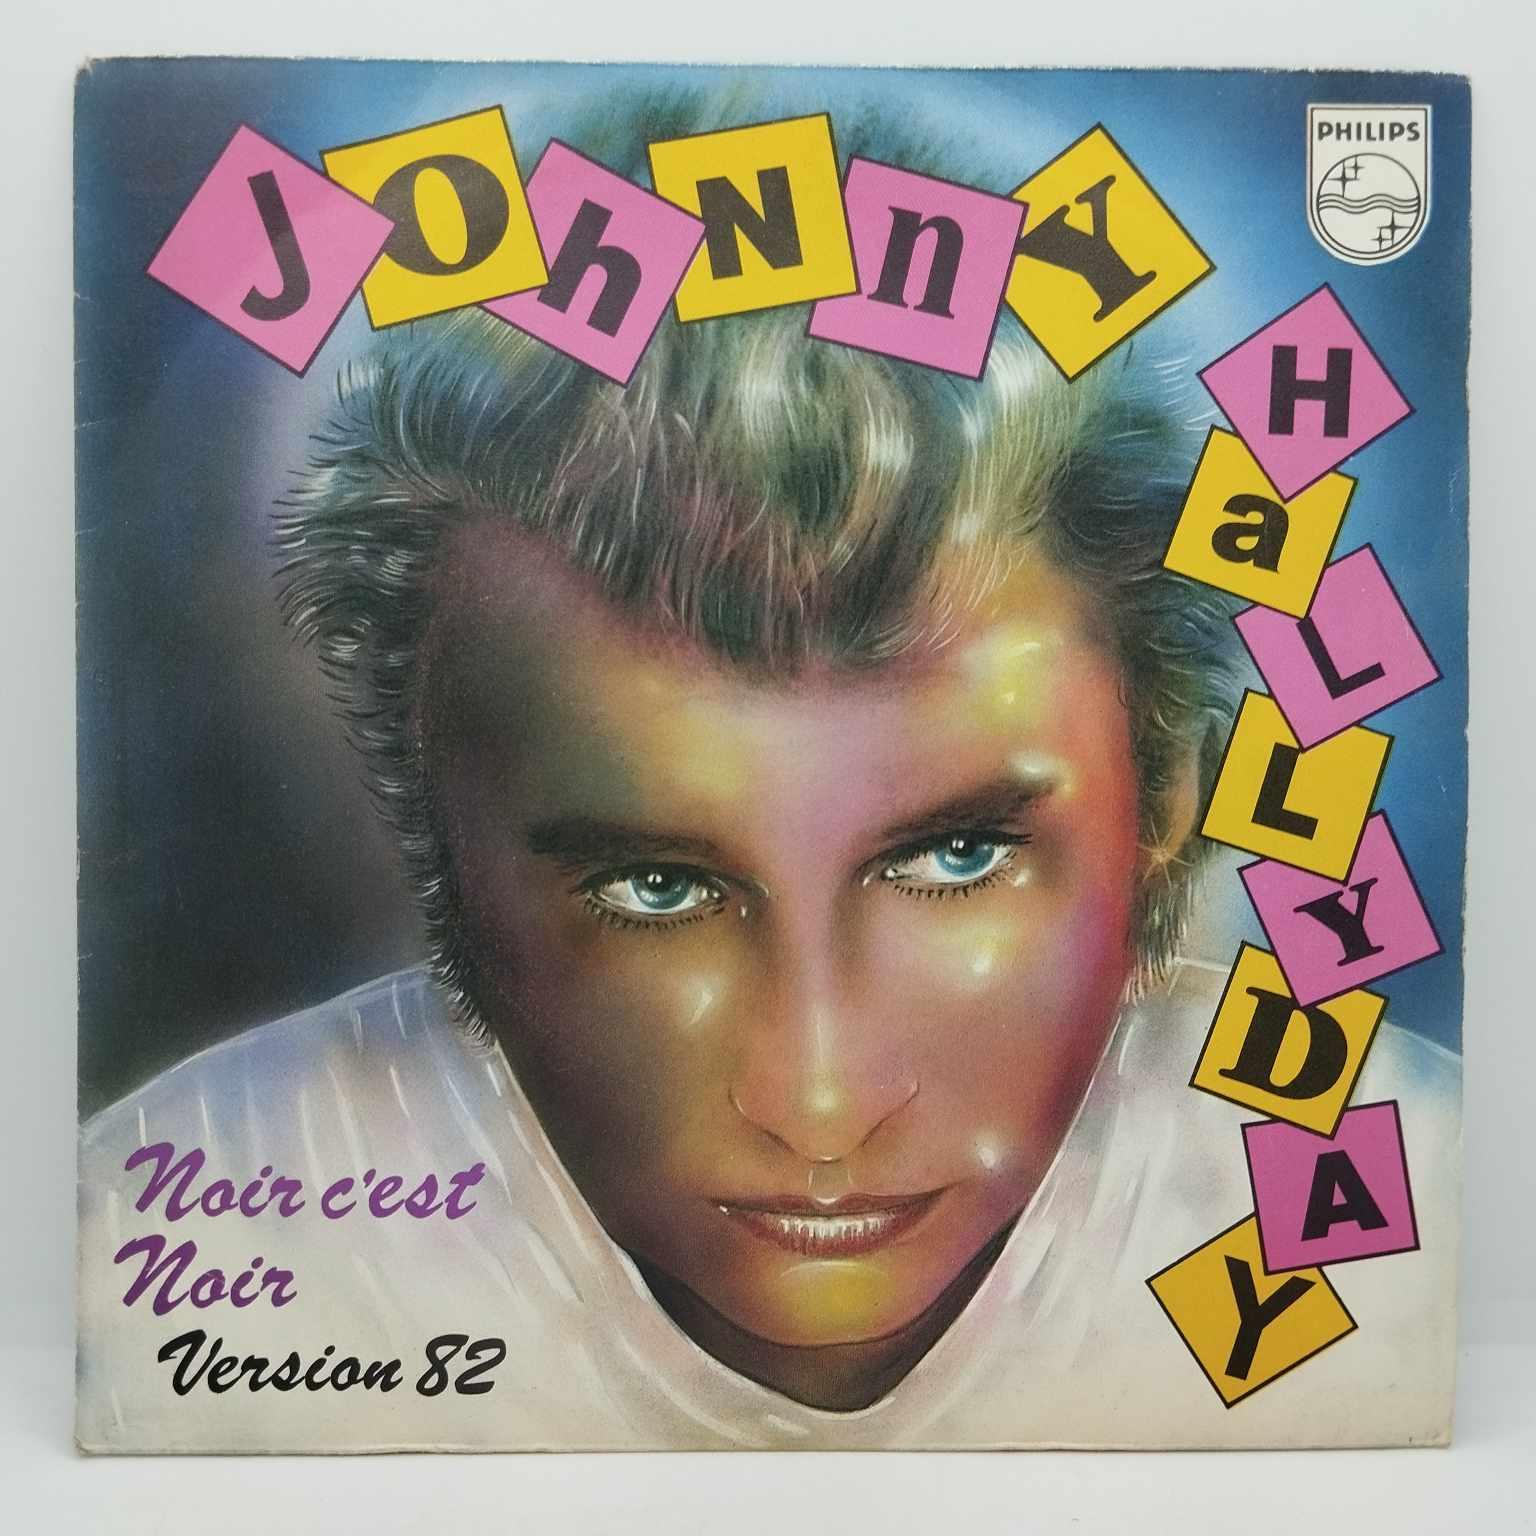 JOhNnY
HaLLYDAY
PHILIPS
Noir c'est
Noir
Version 82